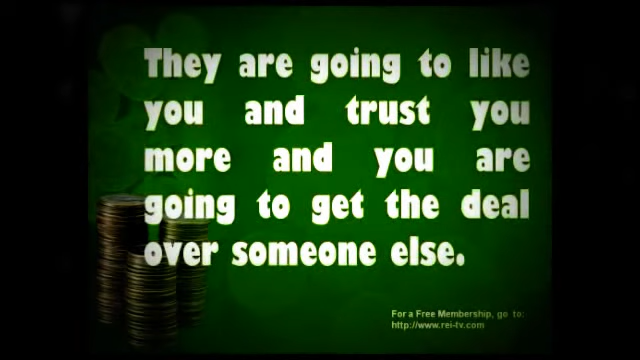 They are going to like
you and trust you
more and you are
going to get the deal
over someone else.
For a Free Membership, go to:
http://www.rei-tv.com